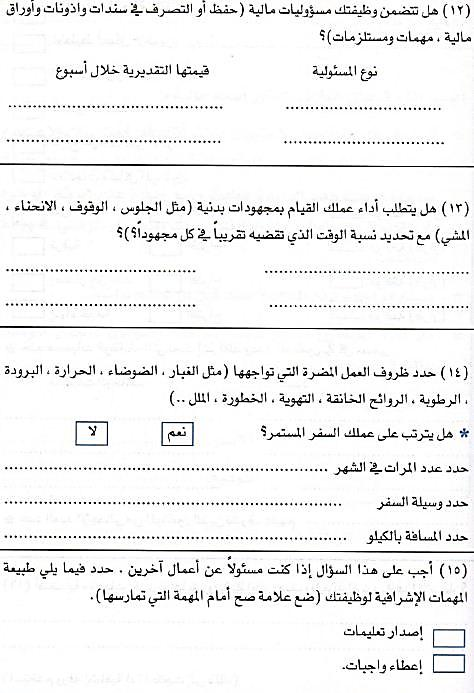 (١٢) هل تتضمن وظيفتك مسؤوليات مالية (حفظ أو التصرف في سندات واذونات وأوراق
مالية ، مهمات ومستلزمات)؟
نوع المسئولية قيمتها التقديرية خلال أسبوع
(١٣) هل يتطلب أداء عملك القيام بمجهودات بدنية (مثل الجلوس ، الوقوف ، الانحناء ،
المشي) مع تحديد نسبة الوقت الذي تقضيه تقريباً في كل مجهوداً؟)؟
(١٤) حدد ظروف العمل المضرة التي تواجهها (مثل الغبار ، الضوضاء ، الحرارة ، البرودة
، الرطوبة ، الروائح الخانقة ، التهوية ، الخطورة ، الملل ..)
* هل يترتب على عملك السفر المستمر؟ نعم لا
حدد عدد المرات في الشهر
حدد وسيلة السفر
حدد المسافة بالكيلو
(١٥) أجب على هذا السؤال إذا كنت مسئولاً عن أعمال آخرين . حدد فيما يلي طبيعة
المهمات الإشرافية لوظيفتك (ضع علامة صح أمام المهمة التي تمارسها).
إصدار تعليمات
إعطاء واجبات.